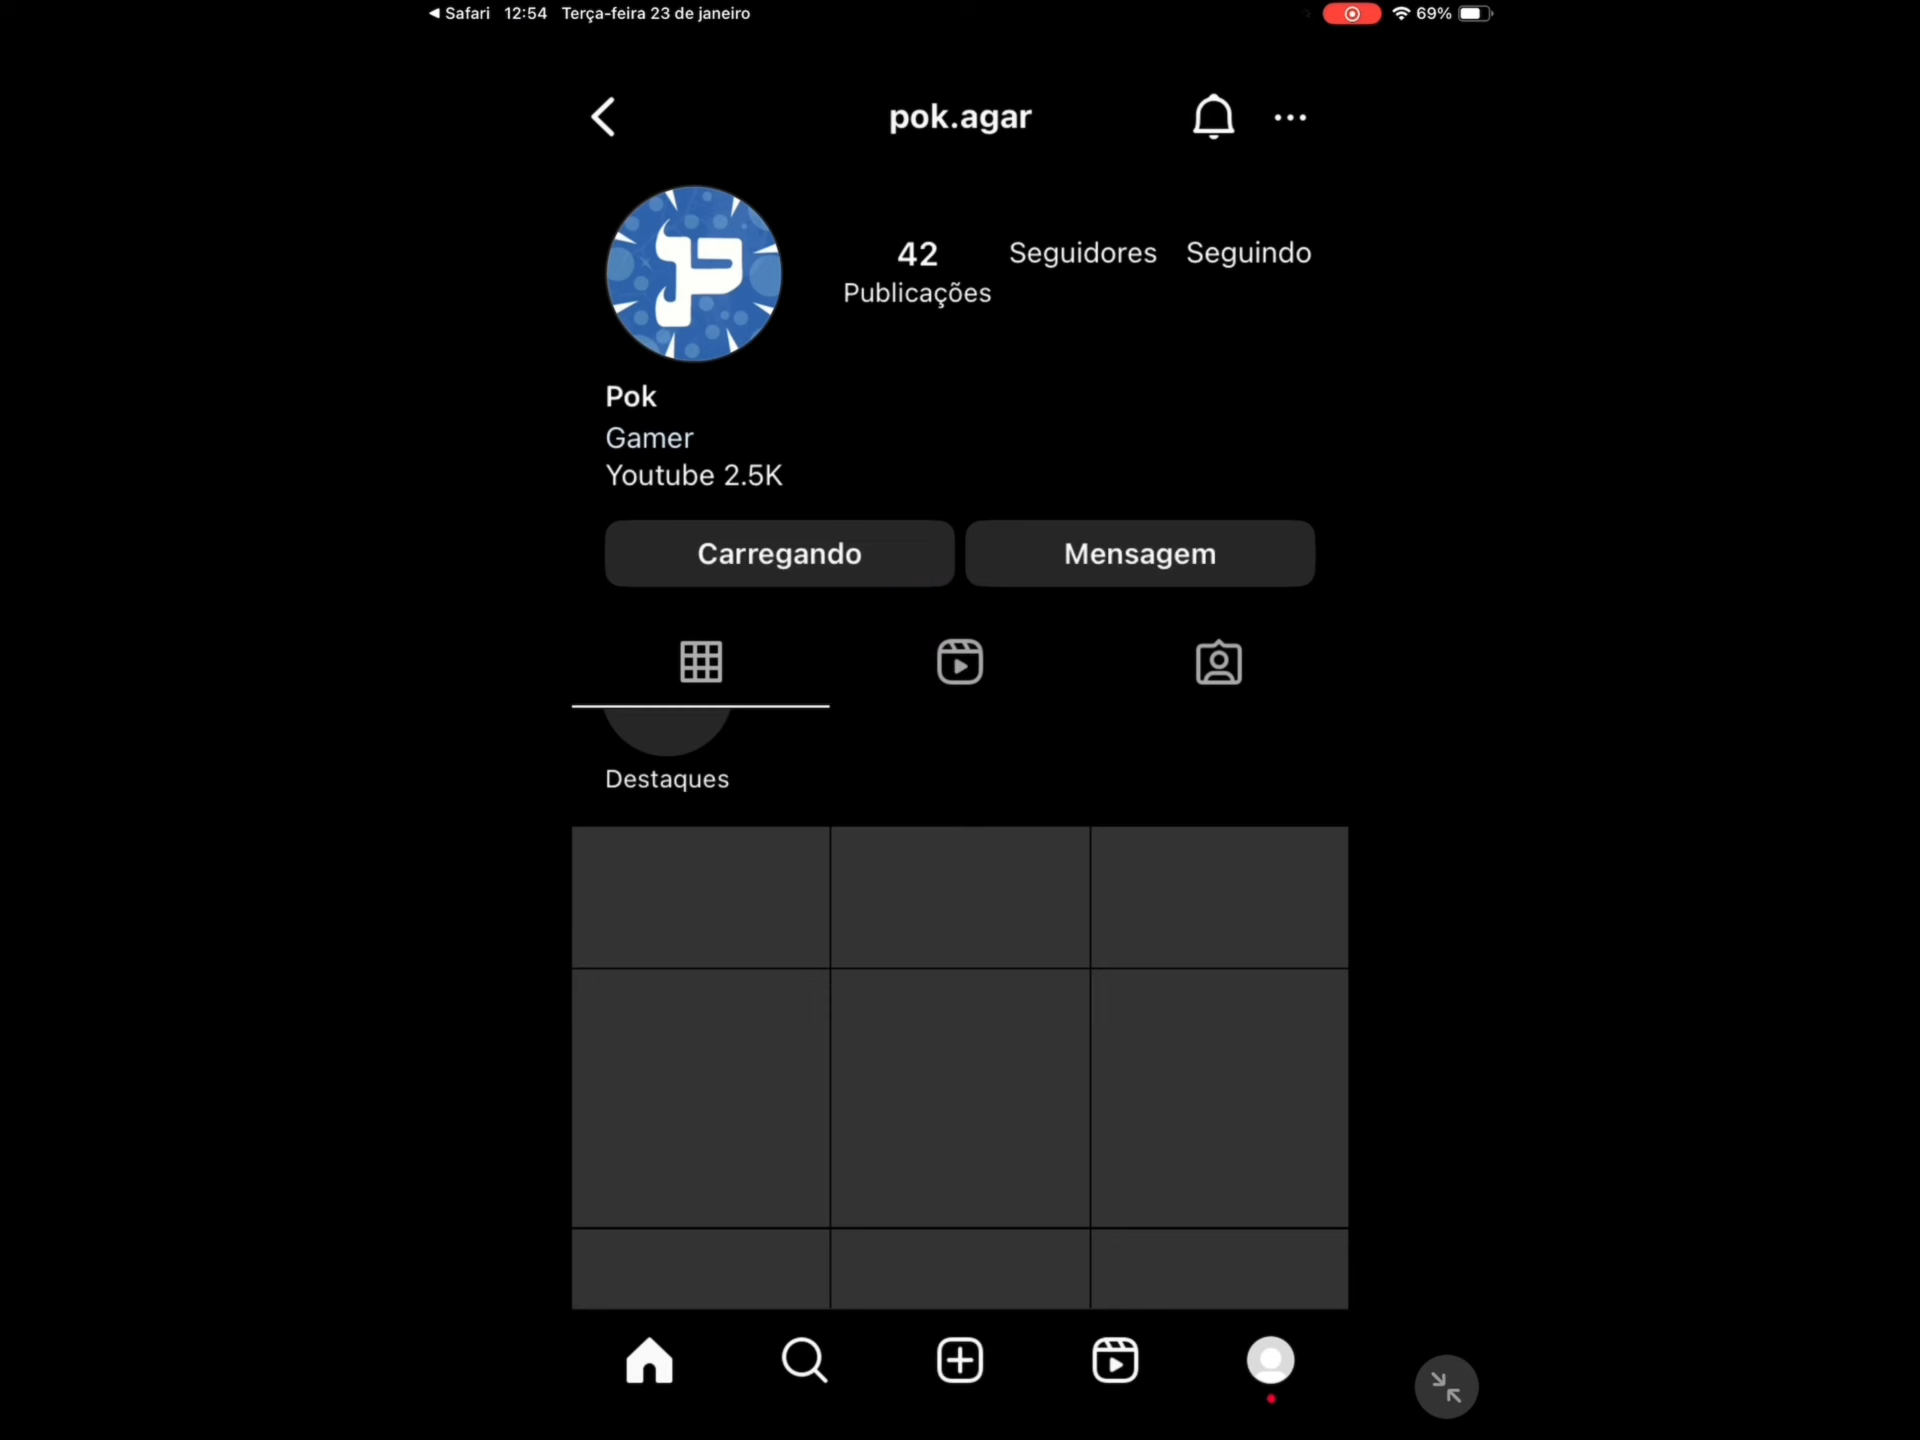 ◀ Safari 12:54 Terça-feira 23 de janeiro 69%
pok.agar
42 Seguidores Seguindo
Publicações
Pok
Gamer
Youtube 2.5K
Carregando Mensagem
Destaques